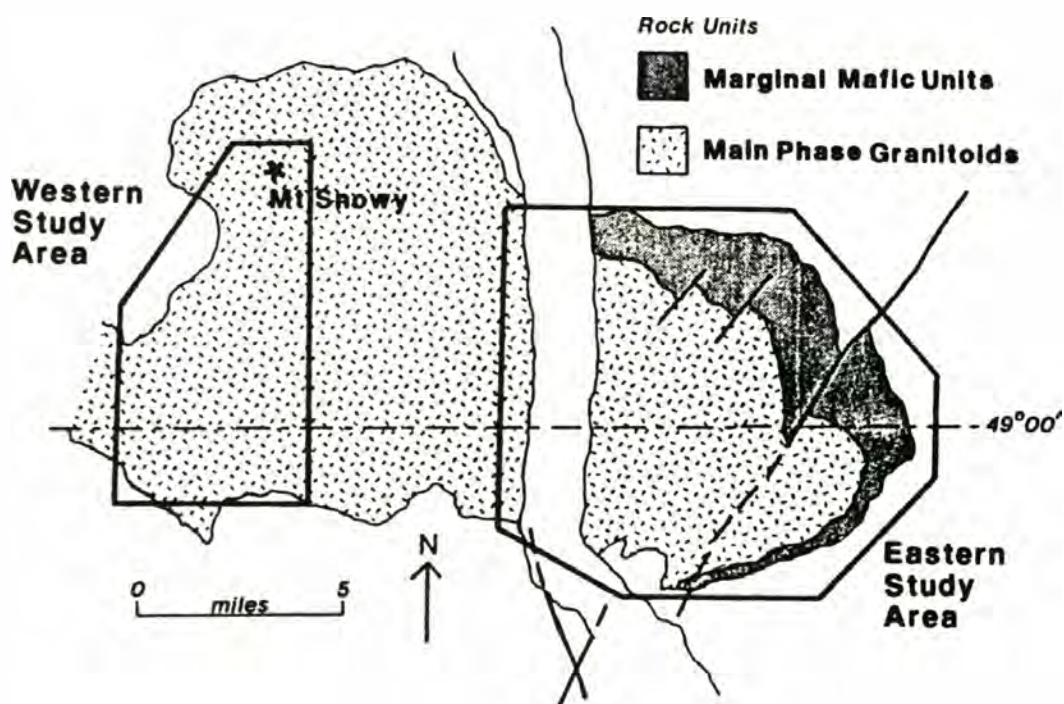 Rock Units
Marginal Mafic Units
Main Phase Granitoids
Western
Study
Area
Mt Snowy
49°00'
N
0 5
miles
Eastern
Study
Area